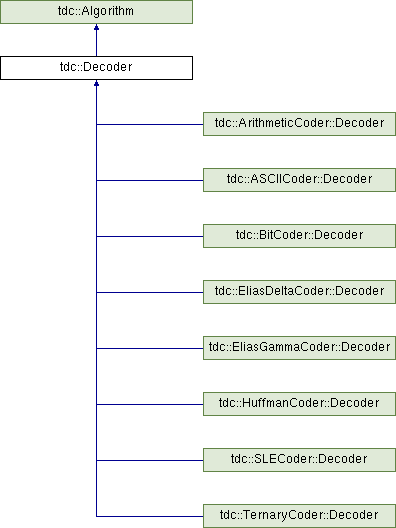 tdc::Algorithm
tdc::Decoder
tdc::ArithmeticCoder::Decoder
tdc::ASCIICoder::Decoder
tdc::BitCoder::Decoder
tdc::EliasDeltaCoder::Decoder
tdc::EliasGammaCoder::Decoder
tdc::HuffmanCoder::Decoder
tdc::SLECoder::Decoder
tdc::TernaryCoder::Decoder